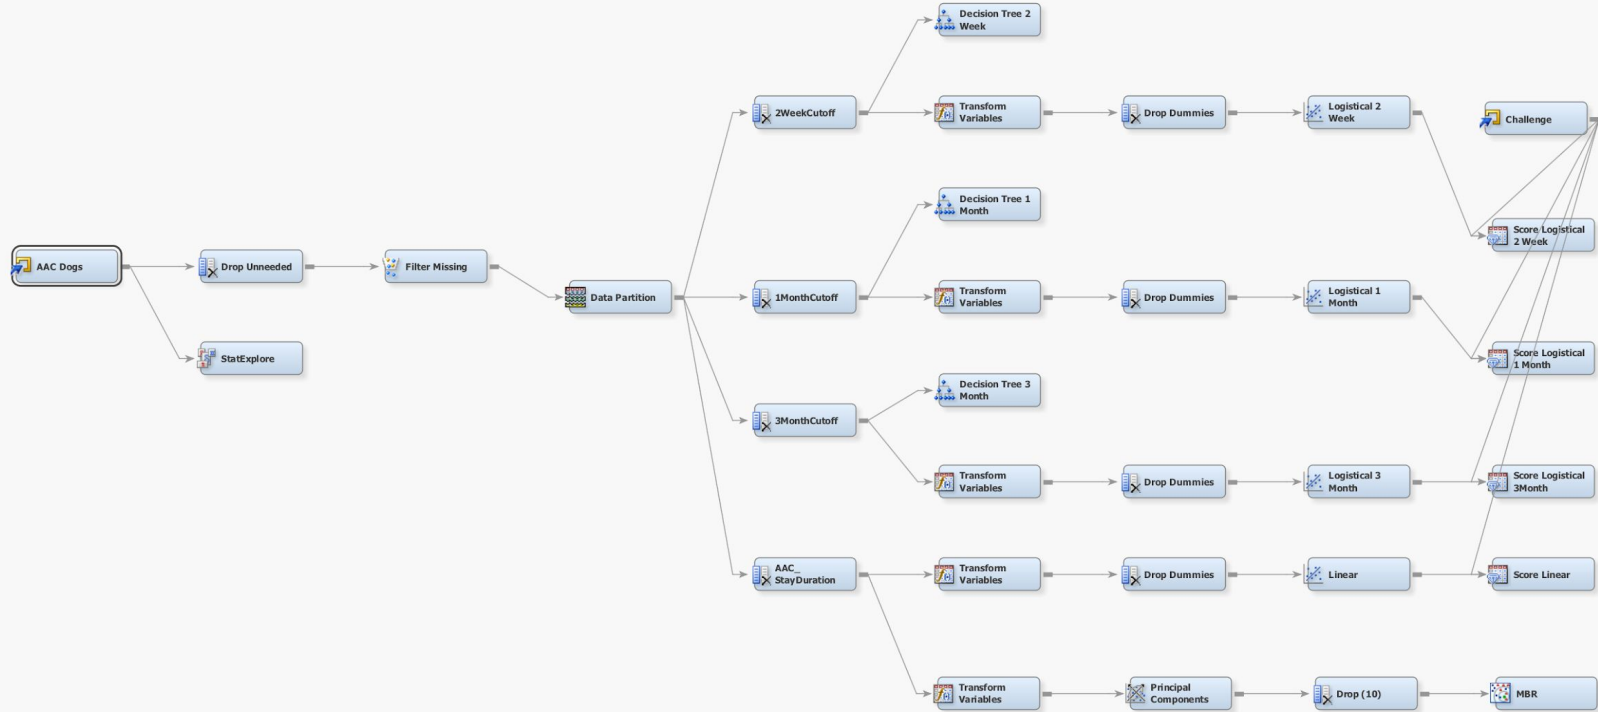 Decision Tree 2
Week
2WeekCutoff
Transform
Variables
Drop Dummies
Logistical 2
Week
Challenge
Decision Tree 1
Month
Score Logistical
2 Week
AAC Dogs
Drop Unneeded
Filter Missing
Data Partition
1MonthCutoff
Transform
Variables
Drop Dummies
Logistical 1
Month
StatExplore
Score Logistical
1 Month
Decision Tree 3
Month
3MonthCutoff
Transform
Variables
Drop Dummies
Logistical 3
Month
Score Logistical
3Month
AAC_
StayDuration
Transform
Variables
Drop Dummies
Linear
Score Linear
Transform
Variables
Principal
Components
Drop (10)
MBR